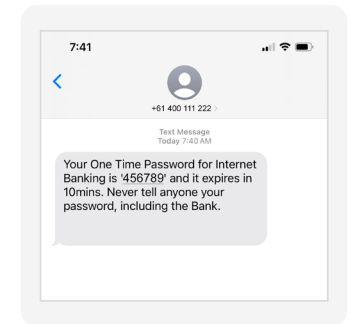 7:41
+61 400 111 222 >
Text Message
Today 7:40 AM
Your One Time Password for Internet
Banking is '456789' and it expires in
10mins. Never tell anyone your
password, including the Bank.